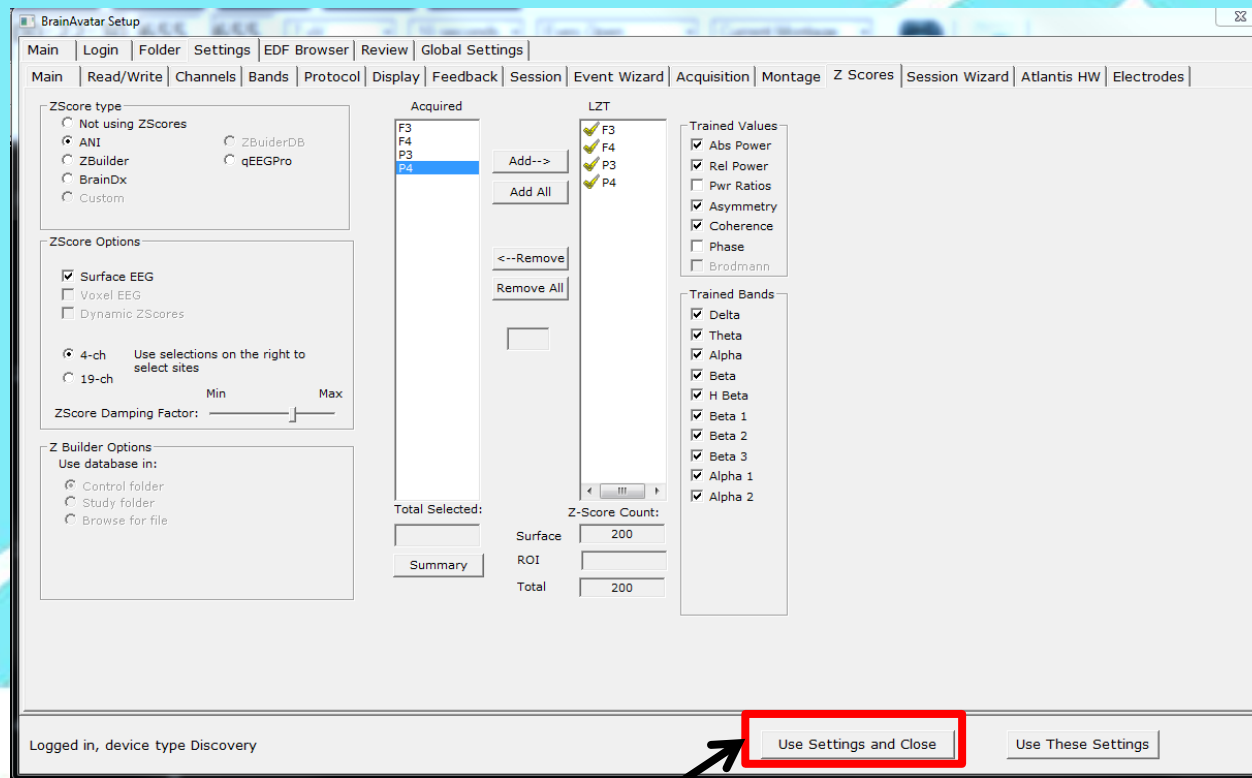 BrainAvatar Setup
Main Login Folder Settings EDF Browser Review Global Settings
Main Read/Write Channels Bands Protocol Display Feedback Session Event Wizard Acquisition Montage Z Scores Session Wizard Atlantis HW Electrodes
ZScore type
Not using ZScores
ANI ZBuiderDB
ZBuilder qEEGPro
BrainDx
Custom
ZScore Options
Surface EEG
Voxel EEG
Dynamic ZScores
4-ch Use selections on the right to
select sites
19-ch
Min Max
ZScore Damping Factor:
Z Builder Options
Use database in:
Control folder
Study folder
Browse for file
Acquired
F3
F4
P3
P4
Total Selected:
Summary
Add-->
Add All
<--Remove
Remove All
LZT
F3
F4
P3
P4
Z-Score Count:
Surface 200
ROI
Total 200
Trained Values
Abs Power
Rel Power
Pwr Ratios
Asymmetry
Coherence
Phase
Brodmann
Trained Bands
Delta
Theta
Alpha
Beta
H Beta
Beta 1
Beta 2
Beta 3
Alpha 1
Alpha 2
Logged in, device type Discovery
Use Settings and Close
Use These Settings